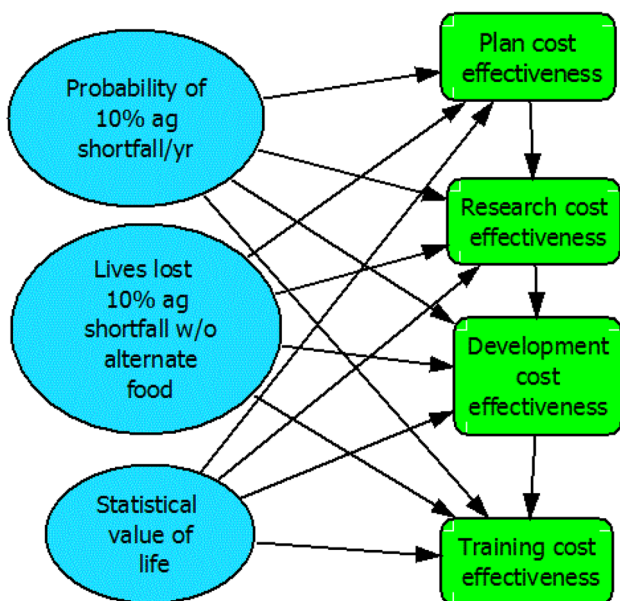 Probability of
10% ag
shortfall/yr
Lives lost
10% ag
shortfall w/o
alternate
food
Statistical
value of
life
Plan cost
effectiveness
Research cost
effectiveness
Development
cost
effectiveness
Training cost
effectiveness